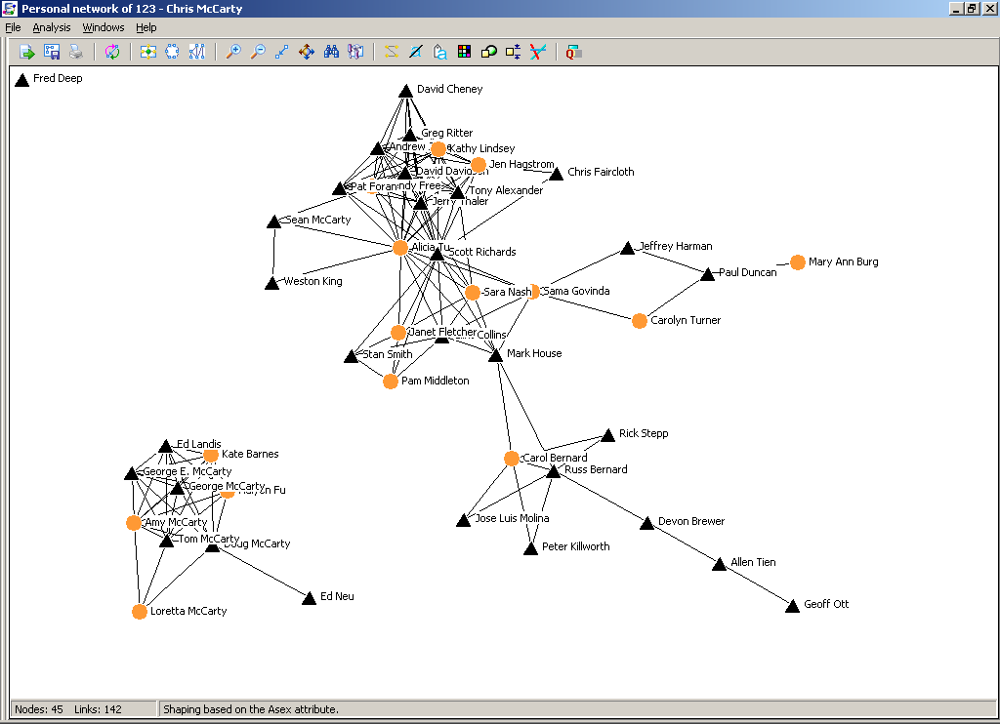 Personal network of 123 - Chris McCarty
File Analysis Windows Help
Fred Deep
David Cheney
Greg Ritter
Andrew
Kathy Lindsey
Jen Hagstrom
David Davidson
Chris Faircloth
Pat Foran
ndy Free
Tony Alexander
Jerry Thaler
Sean McCarty
Alicia Tu
Scott Richards
Jeffrey Harman
Mary Ann Burg
Paul Duncan
Weston King
Sara Nash
Sama Govinda
Carolyn Turner
Janet Fletcher
Collins
Stan Smith
Mark House
Pam Middleton
Rick Stepp
Ed Landis
Kate Barnes
Carol Bernard
George E. McCarty
Russ Bernard
George McCarty
Fu
Jose Luis Molina
Devon Brewer
Amy McCarty
Tom McCarty
Doug McCarty
Peter Killworth
Allen Tien
Ed Neu
Geoff Ott
Loretta McCarty
Nodes: 45 Links: 142 Shaping based on the Asex attribute.